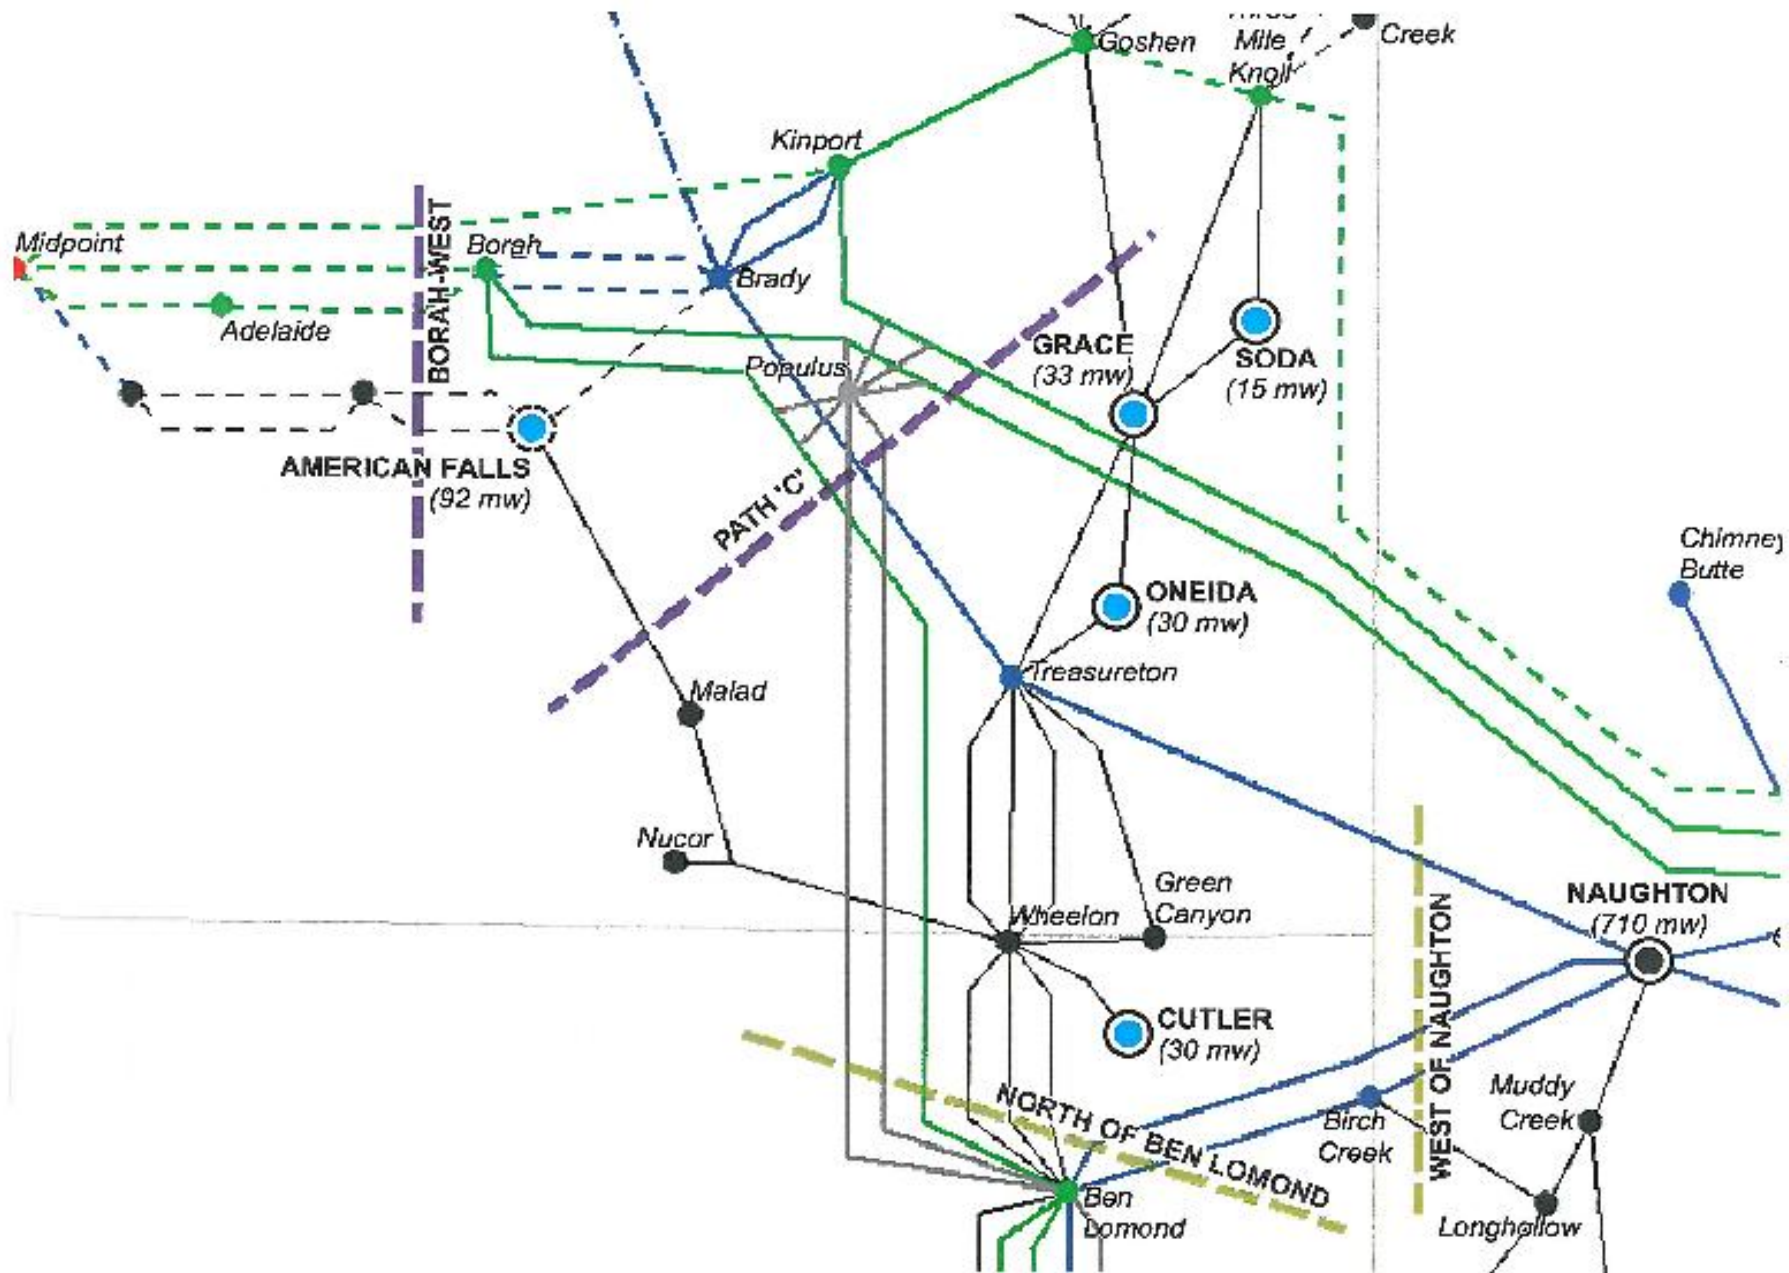 Goshen
Mile
Knoll
Creek
Kinport
Midpoint
Borah
Brady
Adelaide
BORAH-WEST
Populus
GRACE
(33 mw)
SODA
(15 mw)
AMERICAN FALLS
(92 mw)
PATH 'C'
Chimney
Butte
ONEIDA
(30 mw)
Treasureton
Malad
Nucor
Wheelon
Green
Canyon
NAUGHTON
(710 mw)
CUTLER
(30 mw)
WEST OF NAUGHTON
NORTH OF BEN LOMOND
Birch
Creek
Muddy
Creek
Ben
Lomond
Longhollow